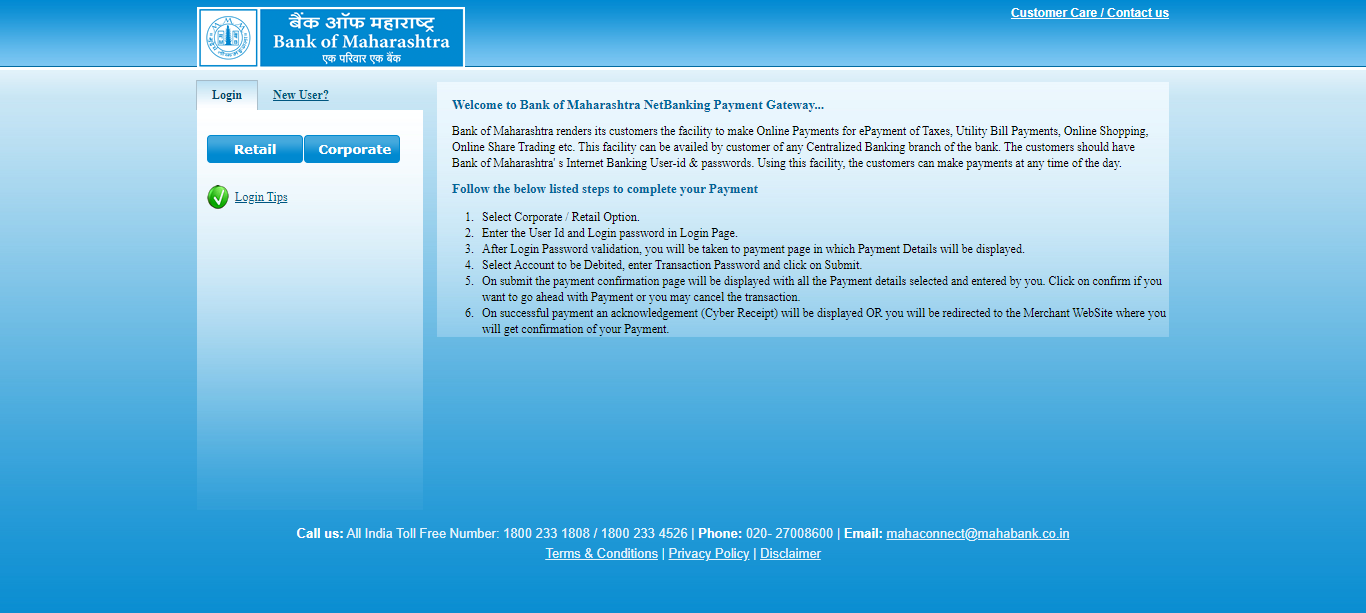 बैंक ऑफ महाराष्ट्र
Bank of Maharashtra
एक परिवार एक बैंक
Customer Care / Contact us
Login New User?
Retail Corporate
Login Tips
Welcome to Bank of Maharashtra NetBanking Payment Gateway...
Bank of Maharashtra renders its customers the facility to make Online Payments for ePayment of Taxes, Utility Bill Payments, Online Shopping,
Online Share Trading etc. This facility can be availed by customer of any Centralized Banking branch of the bank. The customers should have
Bank of Maharashtra' s Internet Banking User-id & passwords. Using this facility, the customers can make payments at any time of the day.
Follow the below listed steps to complete your Payment
1. Select Corporate / Retail Option.
2. Enter the User Id and Login password in Login Page.
3. After Login Password validation, you will be taken to payment page in which Payment Details will be displayed.
4. Select Account to be Debited, enter Transaction Password and click on Submit.
5. On submit the payment confirmation page will be displayed with all the Payment details selected and entered by you. Click on confirm if you
want to go ahead with Payment or you may cancel the transaction.
6. On successful payment an acknowledgement (Cyber Receipt) will be displayed OR you will be redirected to the Merchant WebSite where you
will get confirmation of your Payment.
Call us: All India Toll Free Number: 1800 233 1808 / 1800 233 4526 | Phone: 020- 27008600 | Email: mahaconnect@mahabank.co.in
Terms & Conditions | Privacy Policy | Disclaimer